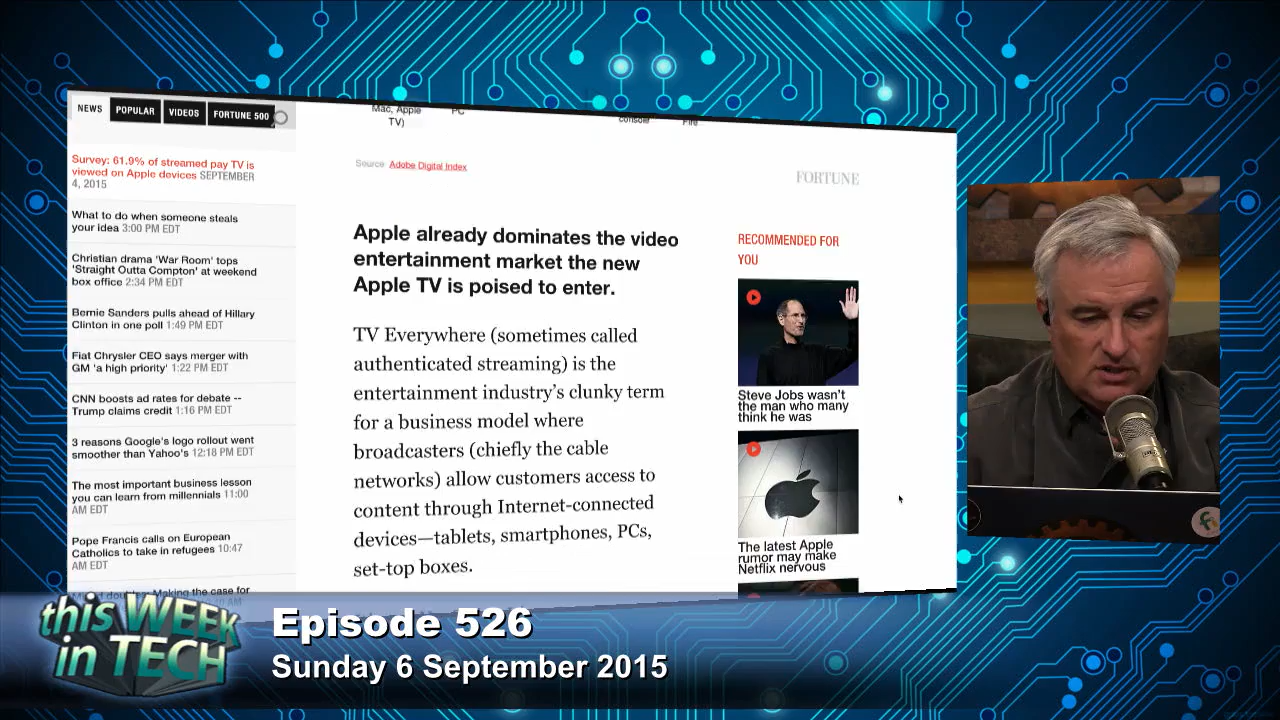 NEWS
POPULAR
VIDEOS
FORTUNE 500
Survey: 61.9% of streamed pay TV is
viewed on Apple devices SEPTEMBER
4, 2015
What to do when someone steals
your idea 3:00 PM EDT
Christian drama 'War Room' tops
'Straight Outta Compton' at weekend
box office 2:34 PM EDT
Bernie Sanders pulls ahead of Hillary
Clinton in one poll 1:49 PM EDT
Fiat Chrysler CEO says merger with
GM 'a high priority' 1:22 PM EDT
CNN boosts ad rates for debate --
Trump claims credit 1:16 PM EDT
3 reasons Google's logo rollout went
smoother than Yahoo's 12:18 PM EDT
The most important business lesson
you can learn from millennials 11:00
AM EDT
Pope Francis calls on European
Catholics to take in refugees 10:47
AM EDT
Making the case for
Mac, Apple
TV)
PC
console
Fire
Source: Adobe Digital Index
FORTUNE
Apple already dominates the video
entertainment market the new
Apple TV is poised to enter.
TV Everywhere (sometimes called
authenticated streaming) is the
entertainment industry's clunky term
for a business model where
broadcasters (chiefly the cable
networks) allow customers access to
content through Internet-connected
devices—tablets, smartphones, PCs,
set-top boxes.
RECOMMENDED FOR
YOU
Steve Jobs wasn't
the man who many
think he was
The latest Apple
rumor may make
Netflix nervous
this WEEK
in TECH
Episode 526
Sunday 6 September 2015